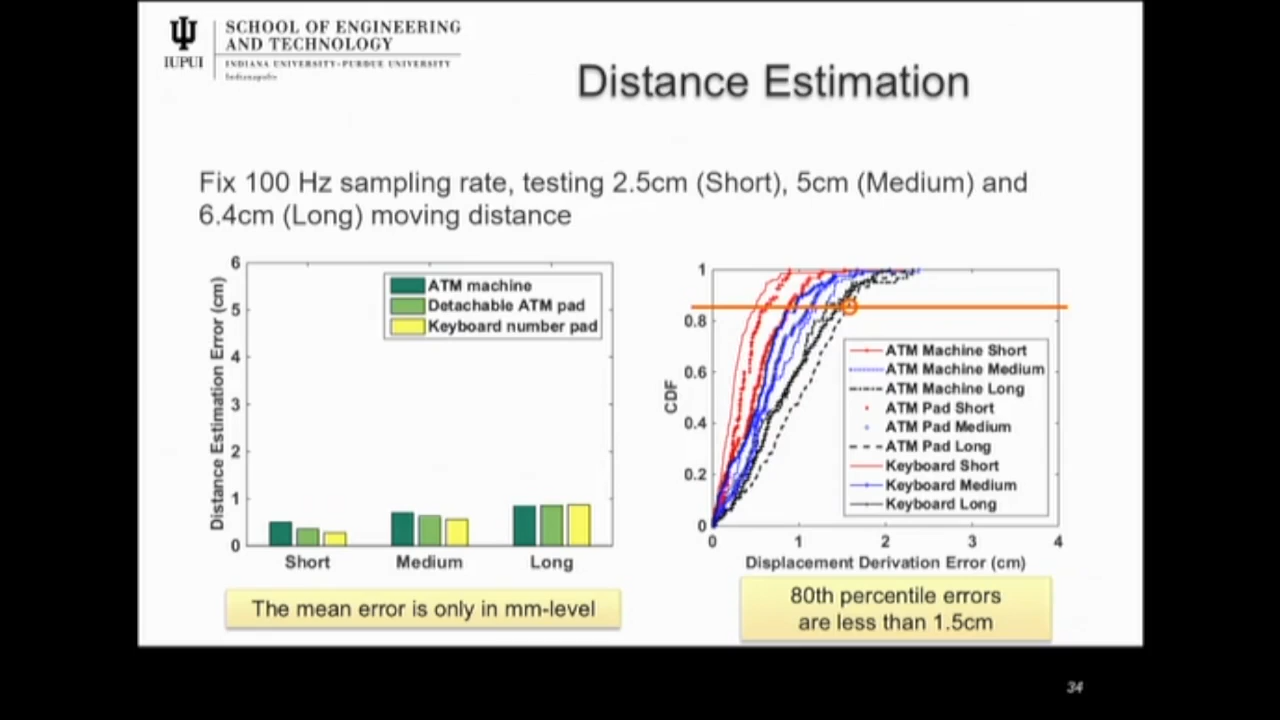 IUPUI
SCHOOL OF ENGINEERING
AND TECHNOLOGY
INDIANA UNIVERSITY-PURDUE UNIVERSITY
Indianapolis
Distance Estimation
Fix 100 Hz sampling rate, testing 2.5cm (Short), 5cm (Medium) and
6.4cm (Long) moving distance
Distance Estimation Error (cm)
6
5
4
3
2
1
0
ATM machine
Detachable ATM pad
Keyboard number pad
Short Medium Long
The mean error is only in mm-level
CDF
1
0.8
0.6
0.4
0.2
0
ATM Machine Short
ATM Machine Medium
ATM Machine Long
ATM Pad Short
ATM Pad Medium
ATM Pad Long
Keyboard Short
Keyboard Medium
Keyboard Long
0 1 2 3 4
Displacement Derivation Error (cm)
80th percentile errors
are less than 1.5cm
34